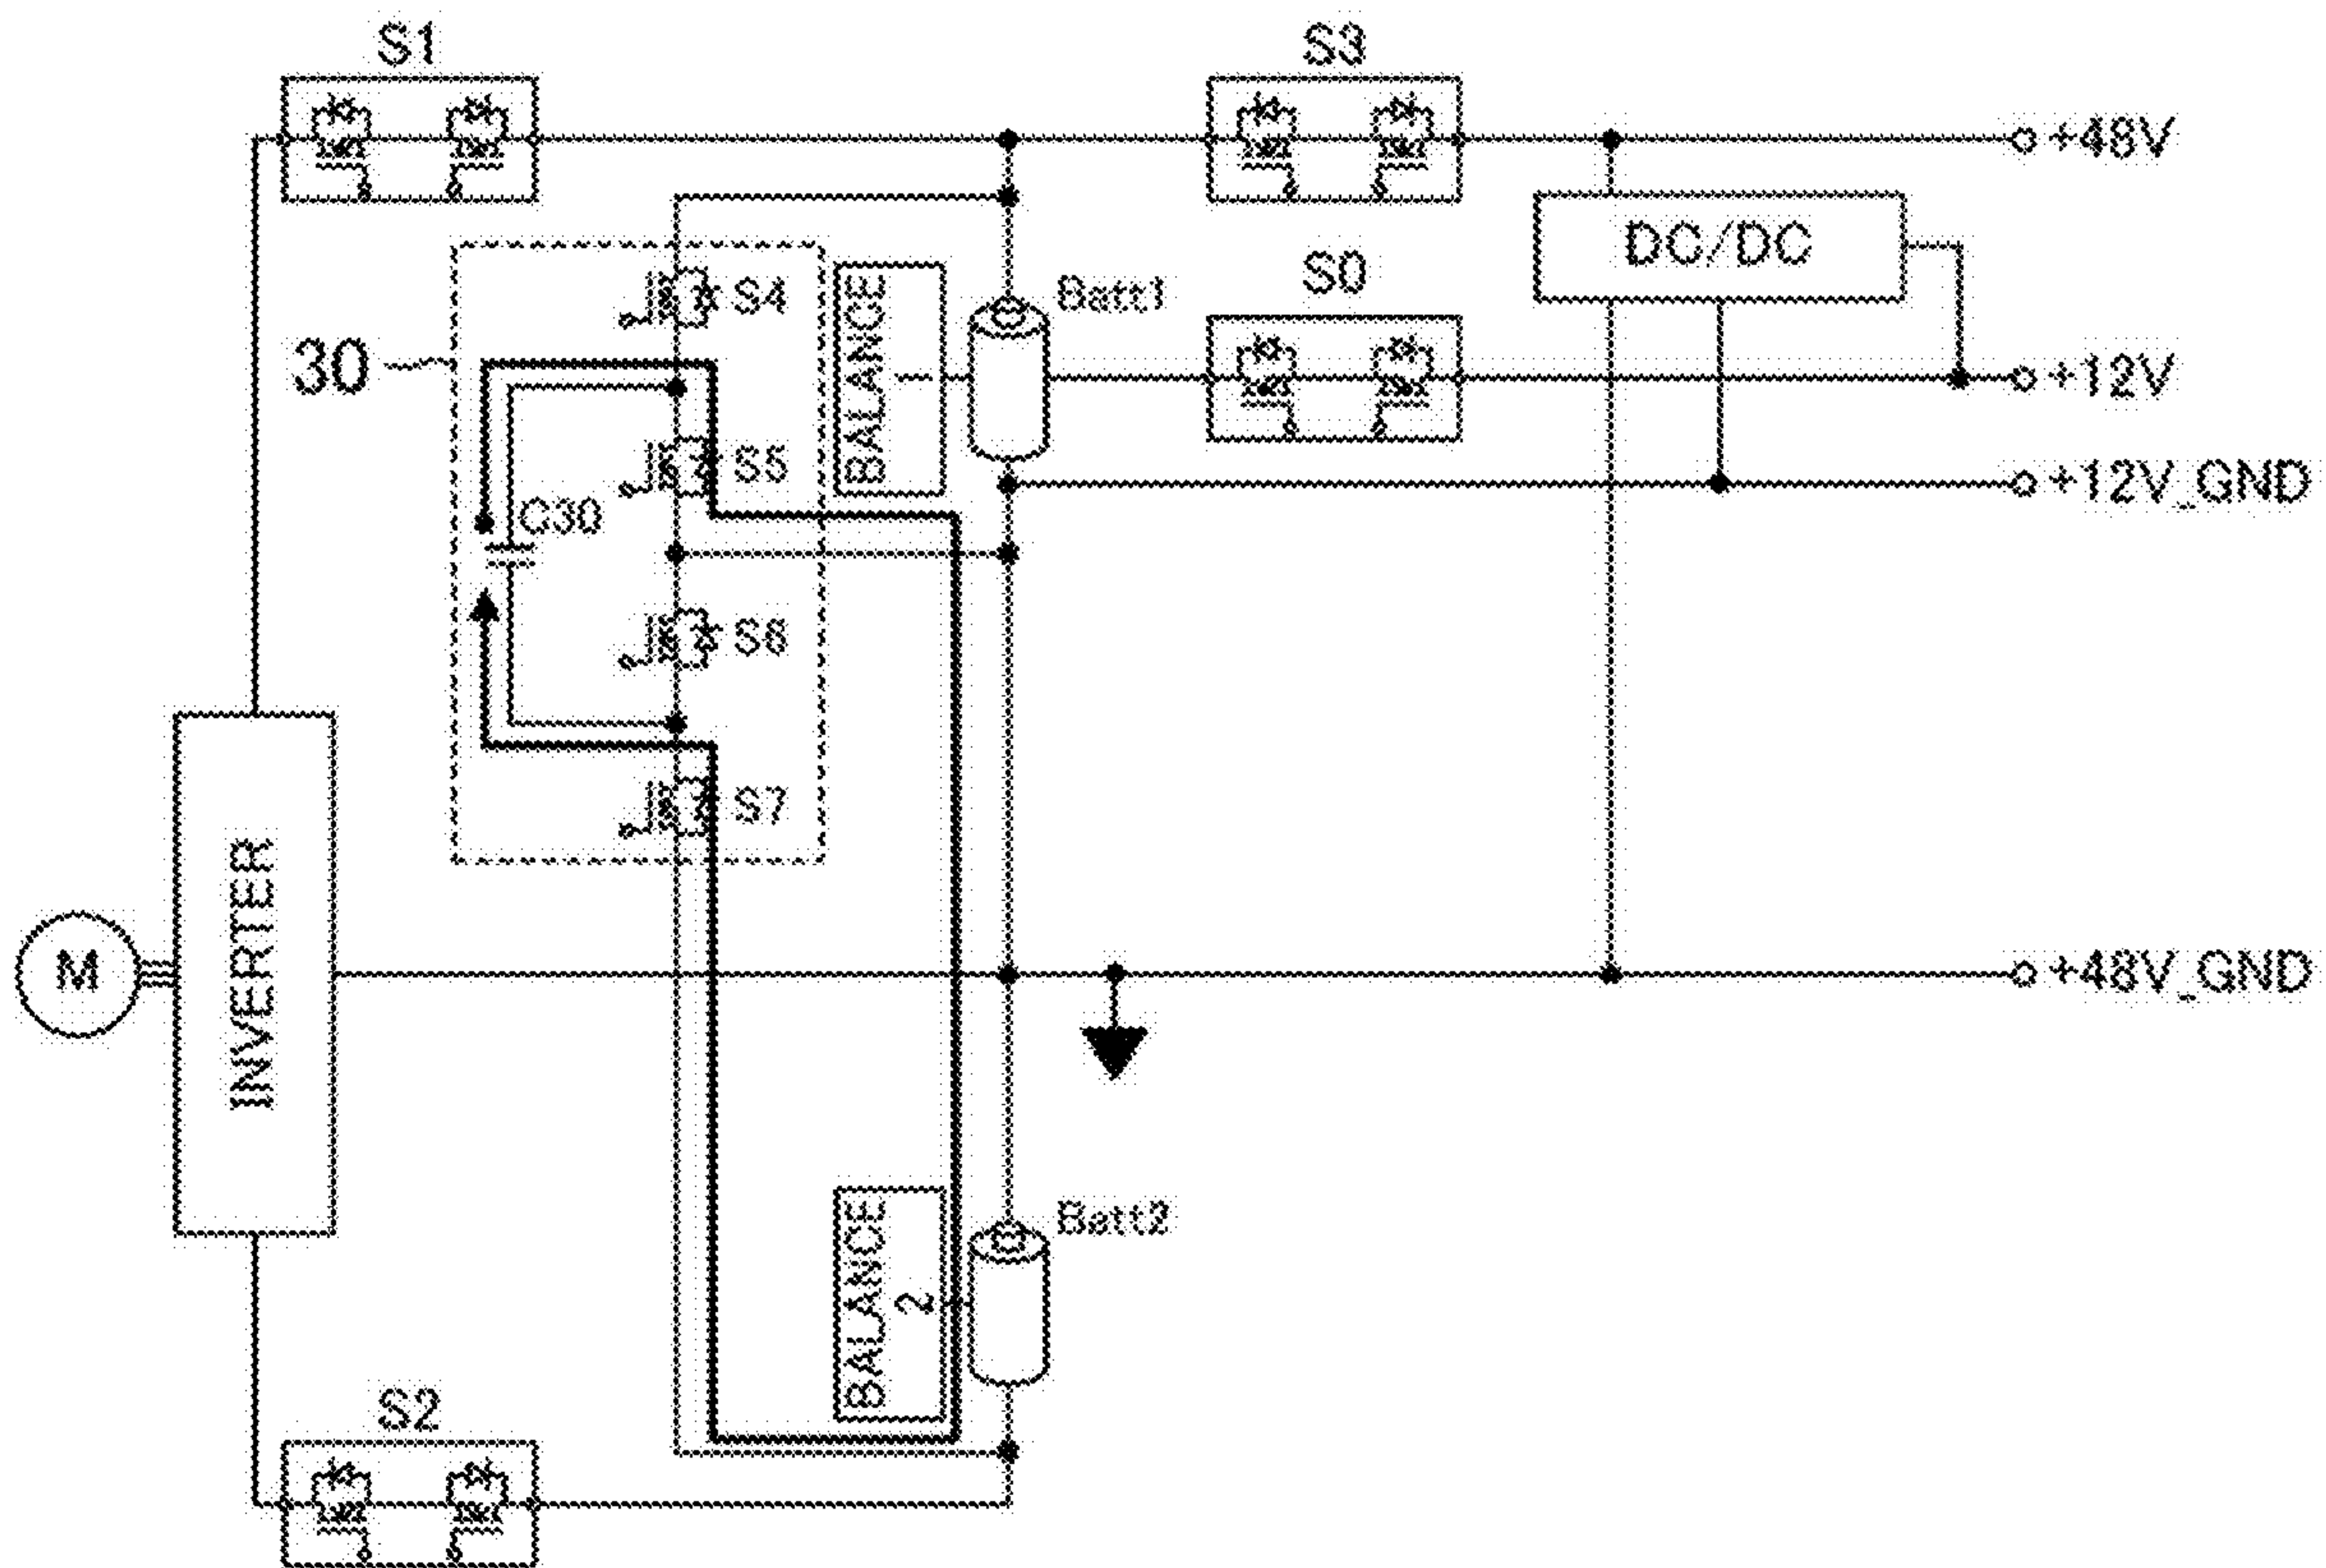 S1
S3
+48V
DC/DC
S0
S4
BALANCE
1
Batt1
30
+12V
S5
+12V_GND
C30
S6
S7
INVERTER
M
+48V_GND
BALANCE
2
Batt2
S2